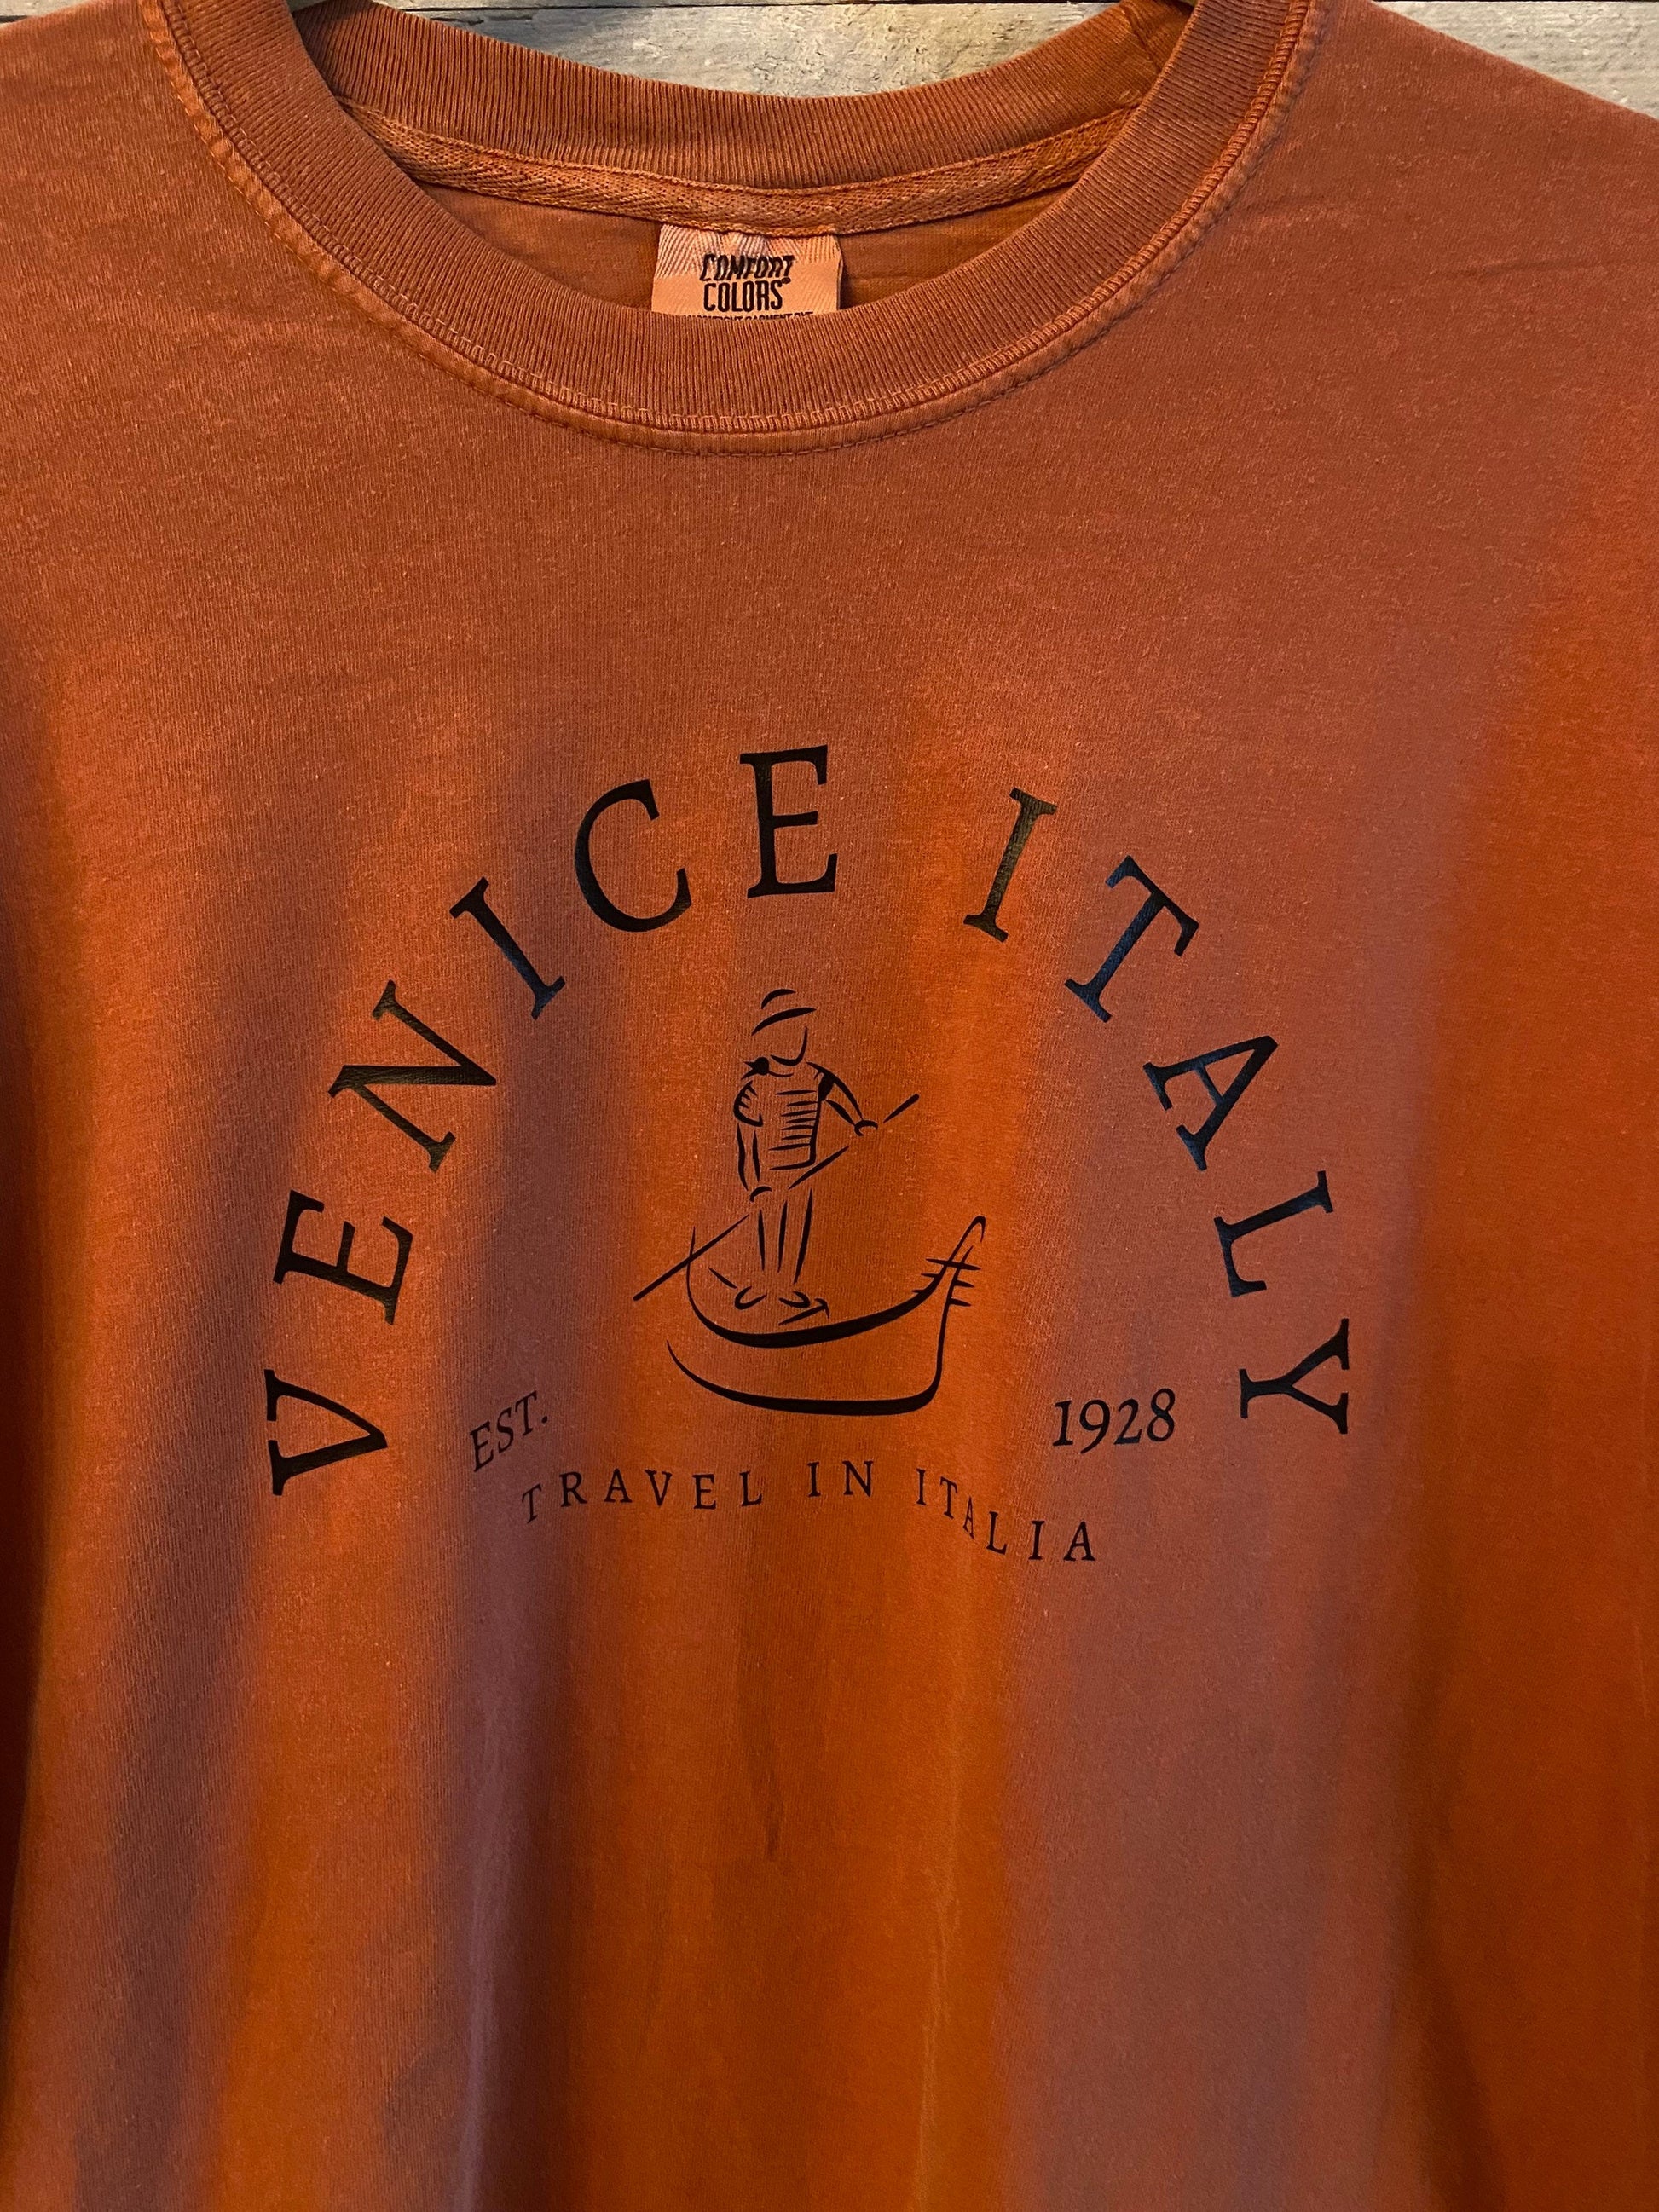 COMFORT
COLORS®
VENICE ITALY
EST. 1928
TRAVEL IN ITALIA